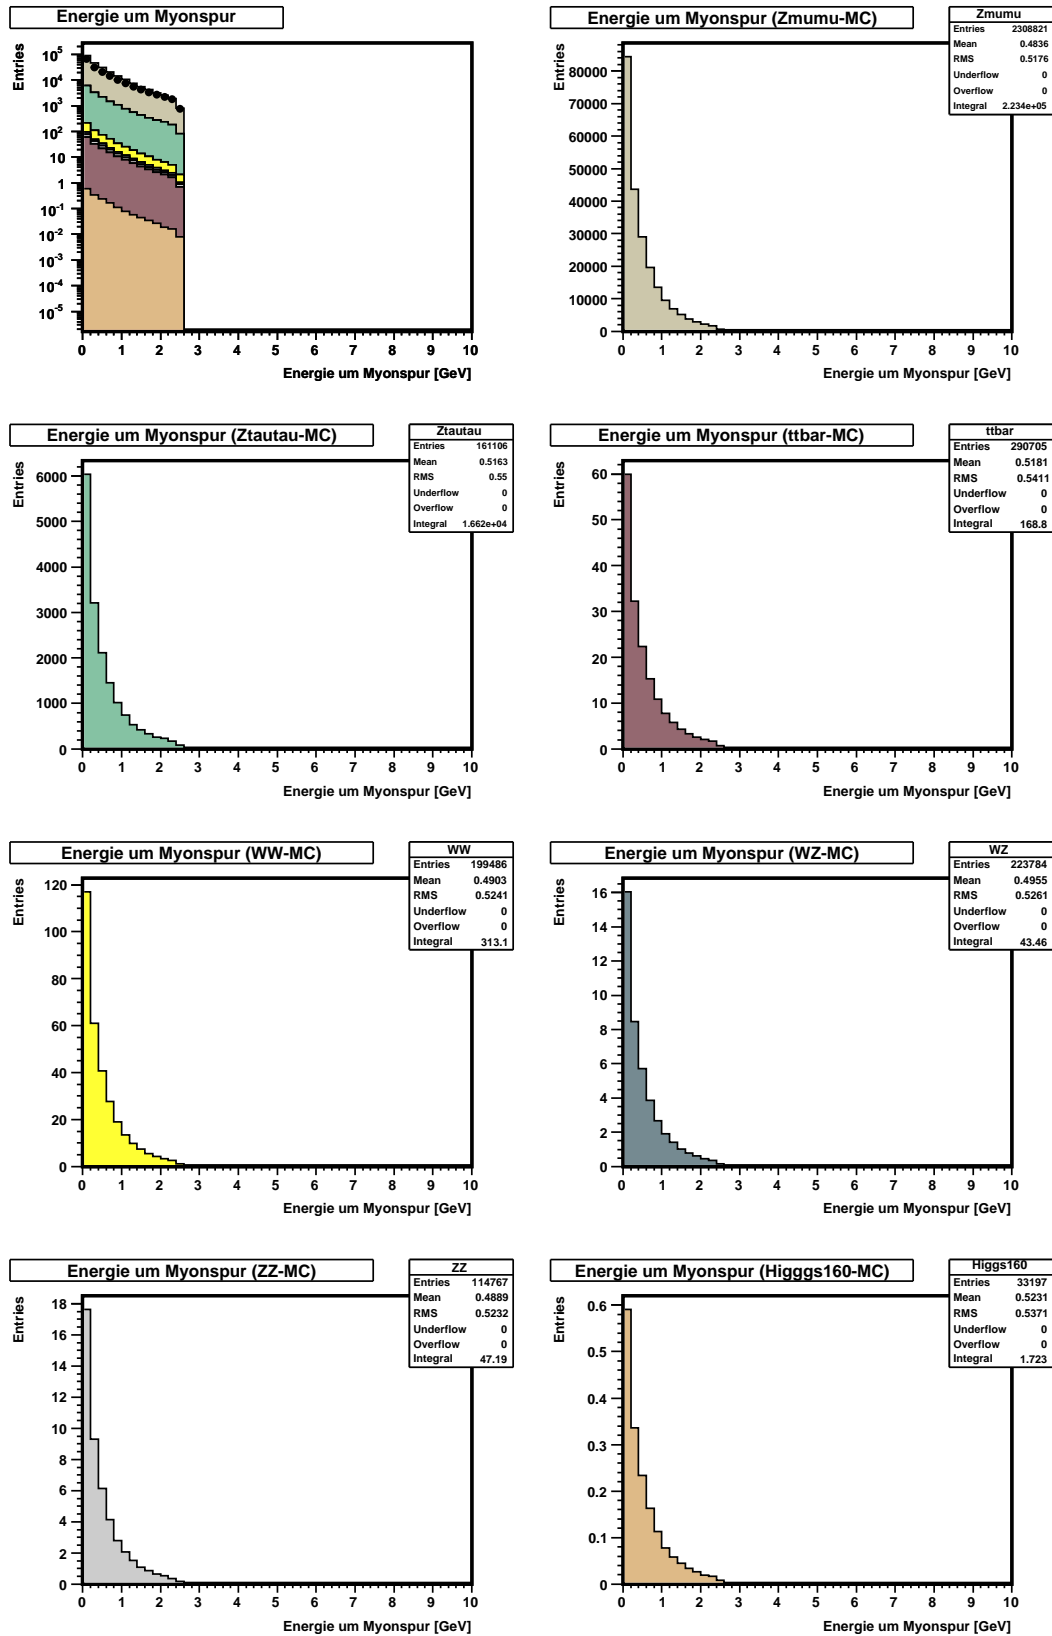 Energie um Myonspur
Entries
10^5
10^4
10^3
10^2
10
1
10^-1
10^-2
10^-3
10^-4
10^-5
0 1 2 3 4 5 6 7 8 9 10
Energie um Myonspur [GeV]
Energie um Myonspur (Zmumu-MC)
Zmumu
Entries 2308821
Mean 0.4836
RMS 0.5176
Underflow 0
Overflow 0
Integral 2.234e+05
Entries
80000
70000
60000
50000
40000
30000
20000
10000
0
0 1 2 3 4 5 6 7 8 9 10
Energie um Myonspur [GeV]
Energie um Myonspur (Ztautau-MC)
Ztautau
Entries 161106
Mean 0.5163
RMS 0.55
Underflow 0
Overflow 0
Integral 1.662e+04
Entries
6000
5000
4000
3000
2000
1000
0
0 1 2 3 4 5 6 7 8 9 10
Energie um Myonspur [GeV]
Energie um Myonspur (ttbar-MC)
ttbar
Entries 290705
Mean 0.5181
RMS 0.5411
Underflow 0
Overflow 0
Integral 168.8
Entries
60
50
40
30
20
10
0
0 1 2 3 4 5 6 7 8 9 10
Energie um Myonspur [GeV]
Energie um Myonspur (WW-MC)
WW
Entries 199486
Mean 0.4903
RMS 0.5241
Underflow 0
Overflow 0
Integral 313.1
Entries
120
100
80
60
40
20
0
0 1 2 3 4 5 6 7 8 9 10
Energie um Myonspur [GeV]
Energie um Myonspur (WZ-MC)
WZ
Entries 223784
Mean 0.4955
RMS 0.5261
Underflow 0
Overflow 0
Integral 43.46
Entries
16
14
12
10
8
6
4
2
0
0 1 2 3 4 5 6 7 8 9 10
Energie um Myonspur [GeV]
Energie um Myonspur (ZZ-MC)
ZZ
Entries 114767
Mean 0.4889
RMS 0.5232
Underflow 0
Overflow 0
Integral 47.19
Entries
18
16
14
12
10
8
6
4
2
0
0 1 2 3 4 5 6 7 8 9 10
Energie um Myonspur [GeV]
Energie um Myonspur (Higggs160-MC)
Higgs160
Entries 33197
Mean 0.5231
RMS 0.5371
Underflow 0
Overflow 0
Integral 1.723
Entries
0.6
0.5
0.4
0.3
0.2
0.1
0
0 1 2 3 4 5 6 7 8 9 10
Energie um Myonspur [GeV]